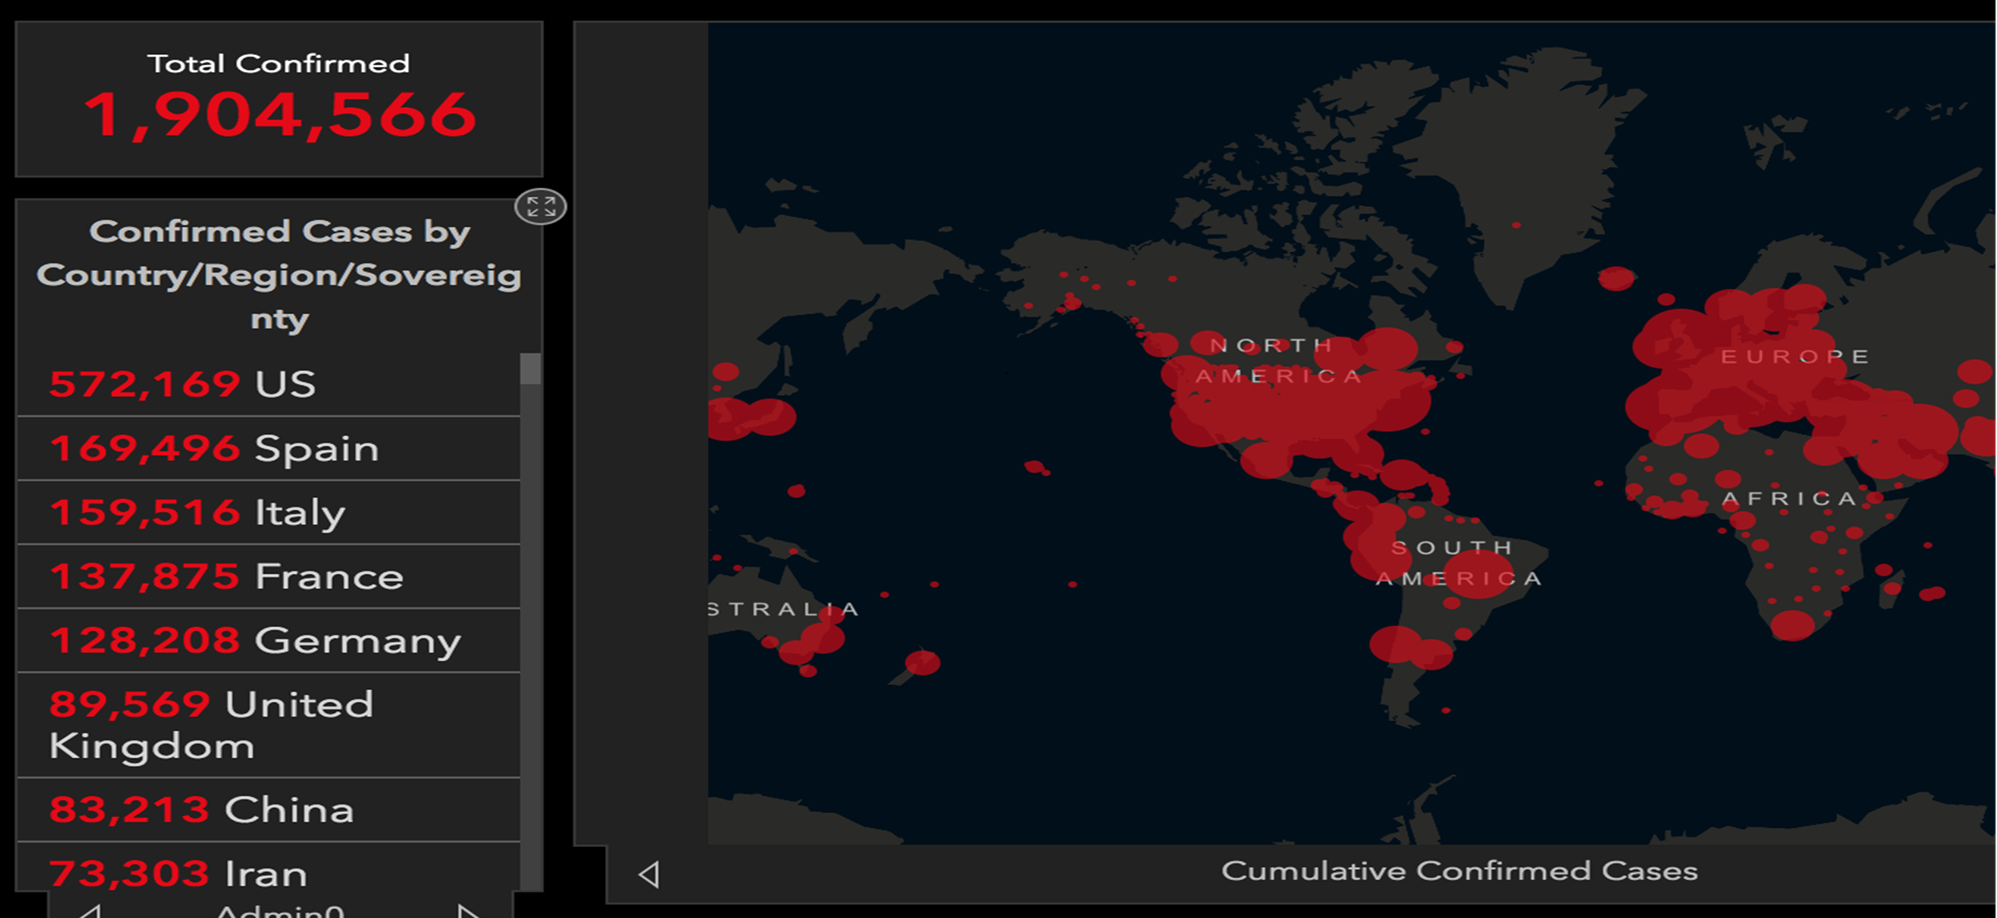 Total Confirmed
1,904,566
Confirmed Cases by
Country/Region/Sovereig
nty
572,169 US
169,496 Spain
159,516 Italy
137,875 France
128,208 Germany
89,569 United
Kingdom
83,213 China
73,303 Iran
Admin0
NORTH
AMERICA
EUROPE
AFRICA
SOUTH
AMERICA
STRALIA
Cumulative Confirmed Cases